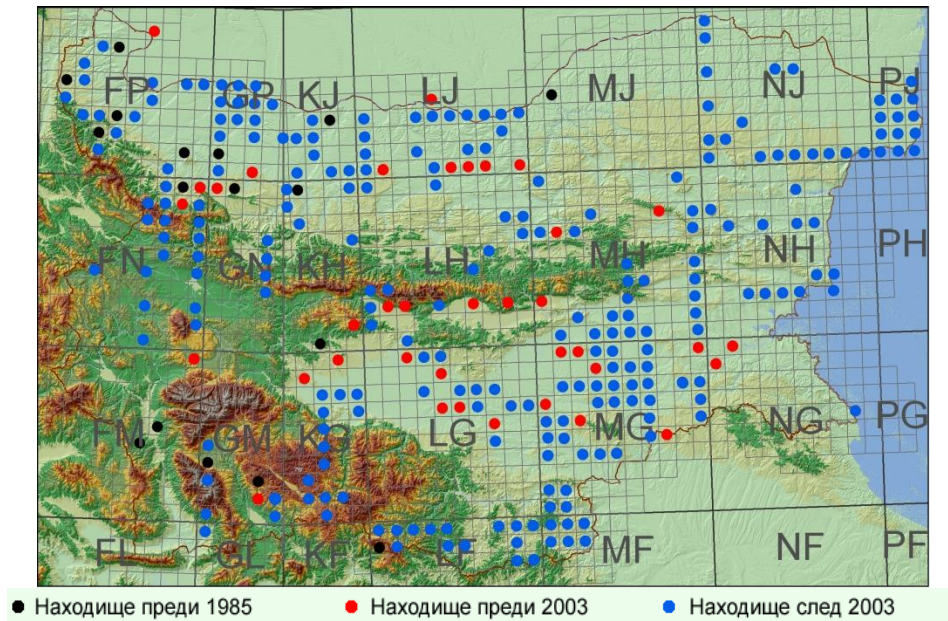 FP GP KJ LJ MJ NJ PJ
FN GN KH LH MH NH PH
FM GM KG LG MG NG PG
FL GL KF LF MF NF PF
Находище преди 1985 Находище преди 2003 Находище след 2003